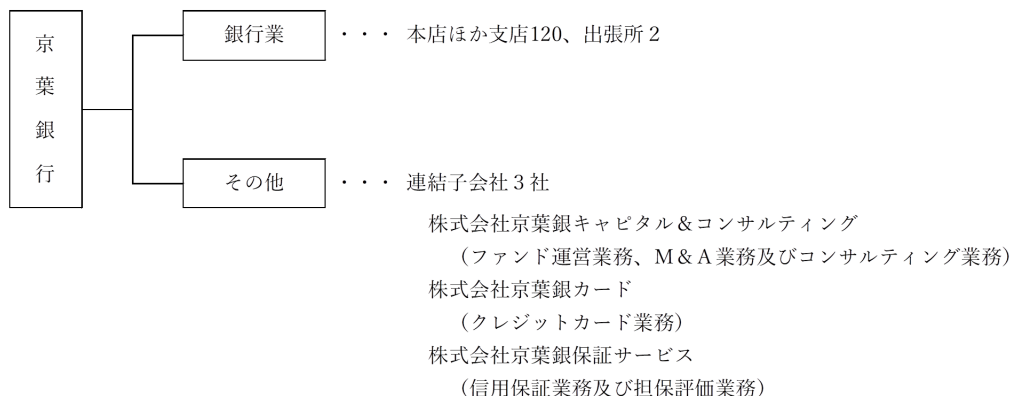 京葉銀行
銀行業 ・・・ 本店ほか支店120、出張所２
その他 ・・・ 連結子会社３社
株式会社京葉銀キャピタル＆コンサルティング
（ファンド運営業務、Ｍ＆Ａ業務及びコンサルティング業務）
株式会社京葉銀カード
（クレジットカード業務）
株式会社京葉銀保証サービス
（信用保証業務及び担保評価業務）